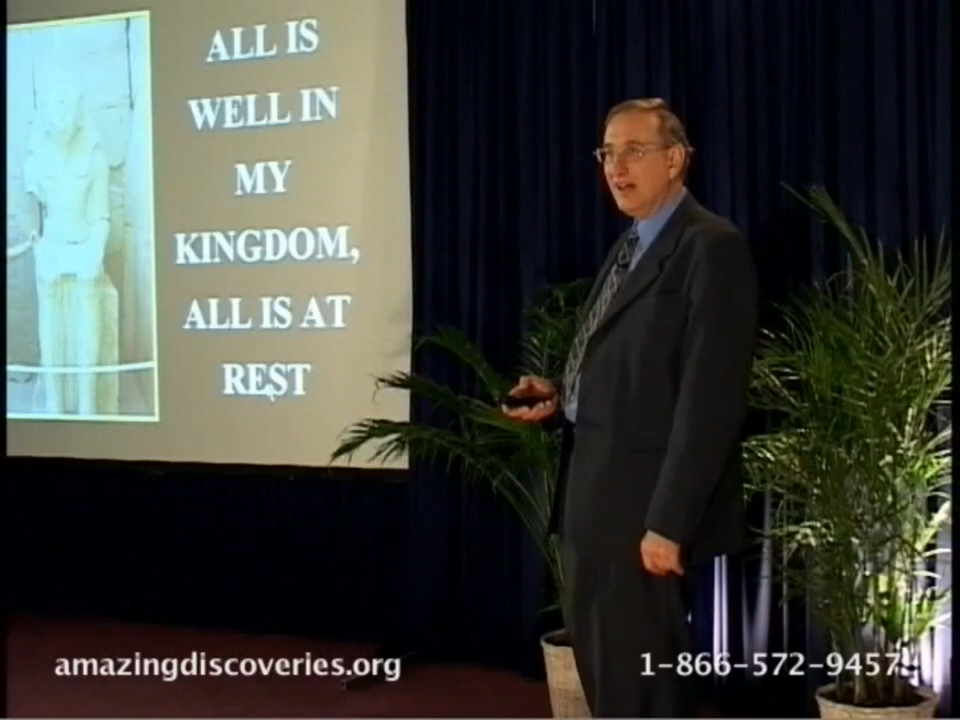 ALL IS
WELL IN
MY
KINGDOM,
ALL IS AT
REST
amazingdiscoveries.org
1-866-572-9457